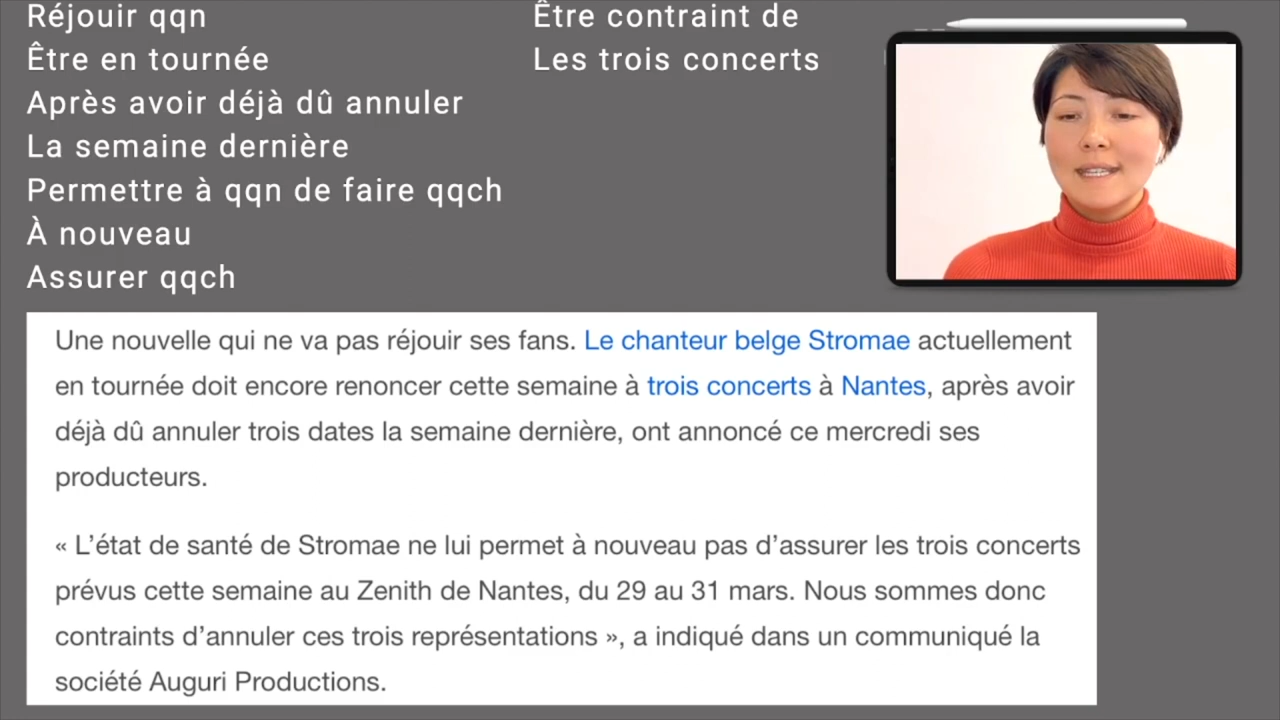 Réjouir qqn
Être en tournée
Après avoir déjà dû annuler
La semaine dernière
Permettre à qqn de faire qqch
À nouveau
Assurer qqch
Être contraint de
Les trois concerts
Une nouvelle qui ne va pas réjouir ses fans. Le chanteur belge Stromae actuellement
en tournée doit encore renoncer cette semaine à trois concerts à Nantes, après avoir
déjà dû annuler trois dates la semaine dernière, ont annoncé ce mercredi ses
producteurs.
« L’état de santé de Stromae ne lui permet à nouveau pas d’assurer les trois concerts
prévus cette semaine au Zenith de Nantes, du 29 au 31 mars. Nous sommes donc
contraints d’annuler ces trois représentations », a indiqué dans un communiqué la
société Auguri Productions.